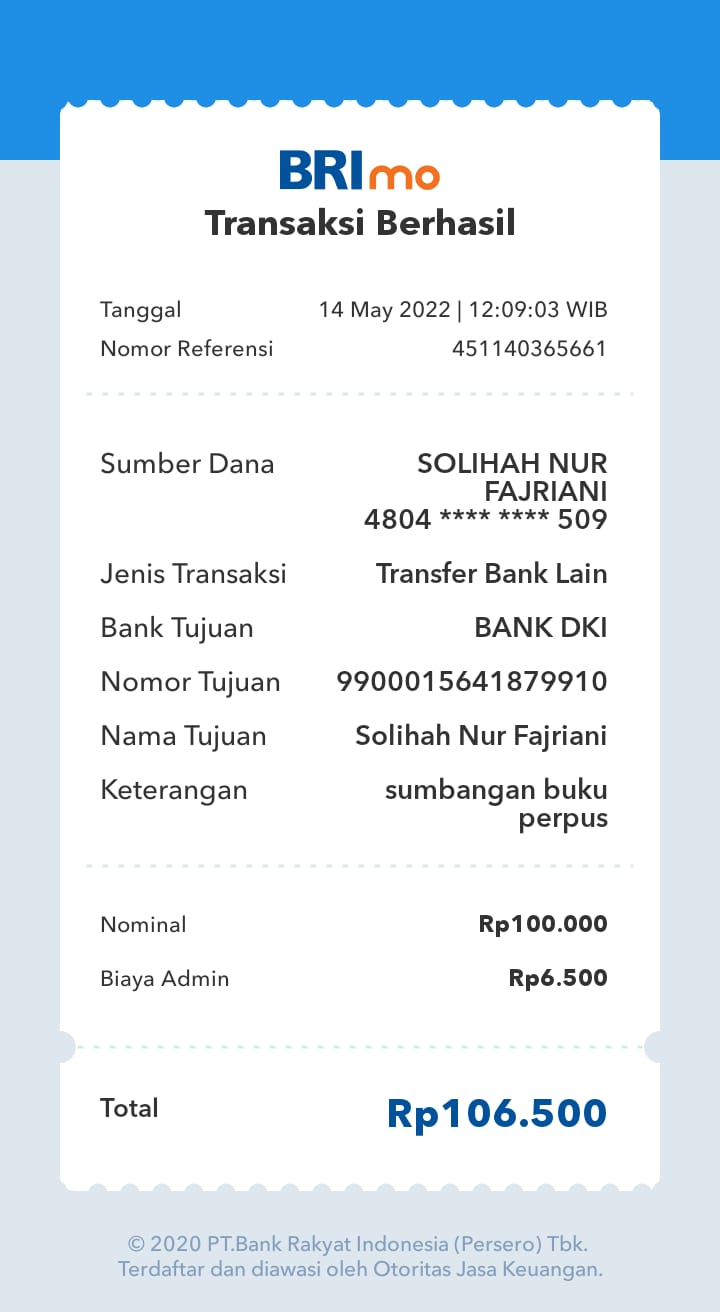 BRImo
Transaksi Berhasil
Tanggal 14 May 2022 | 12:09:03 WIB
Nomor Referensi 451140365661
Sumber Dana SOLIHAH NUR
FAJRIANI
4804 **** **** 509
Jenis Transaksi Transfer Bank Lain
Bank Tujuan BANK DKI
Nomor Tujuan 9900015641879910
Nama Tujuan Solihah Nur Fajriani
Keterangan sumbangan buku
perpus
Nominal Rp100.000
Biaya Admin Rp6.500
Total Rp106.500
© 2020 PT.Bank Rakyat Indonesia (Persero) Tbk.
Terdaftar dan diawasi oleh Otoritas Jasa Keuangan.